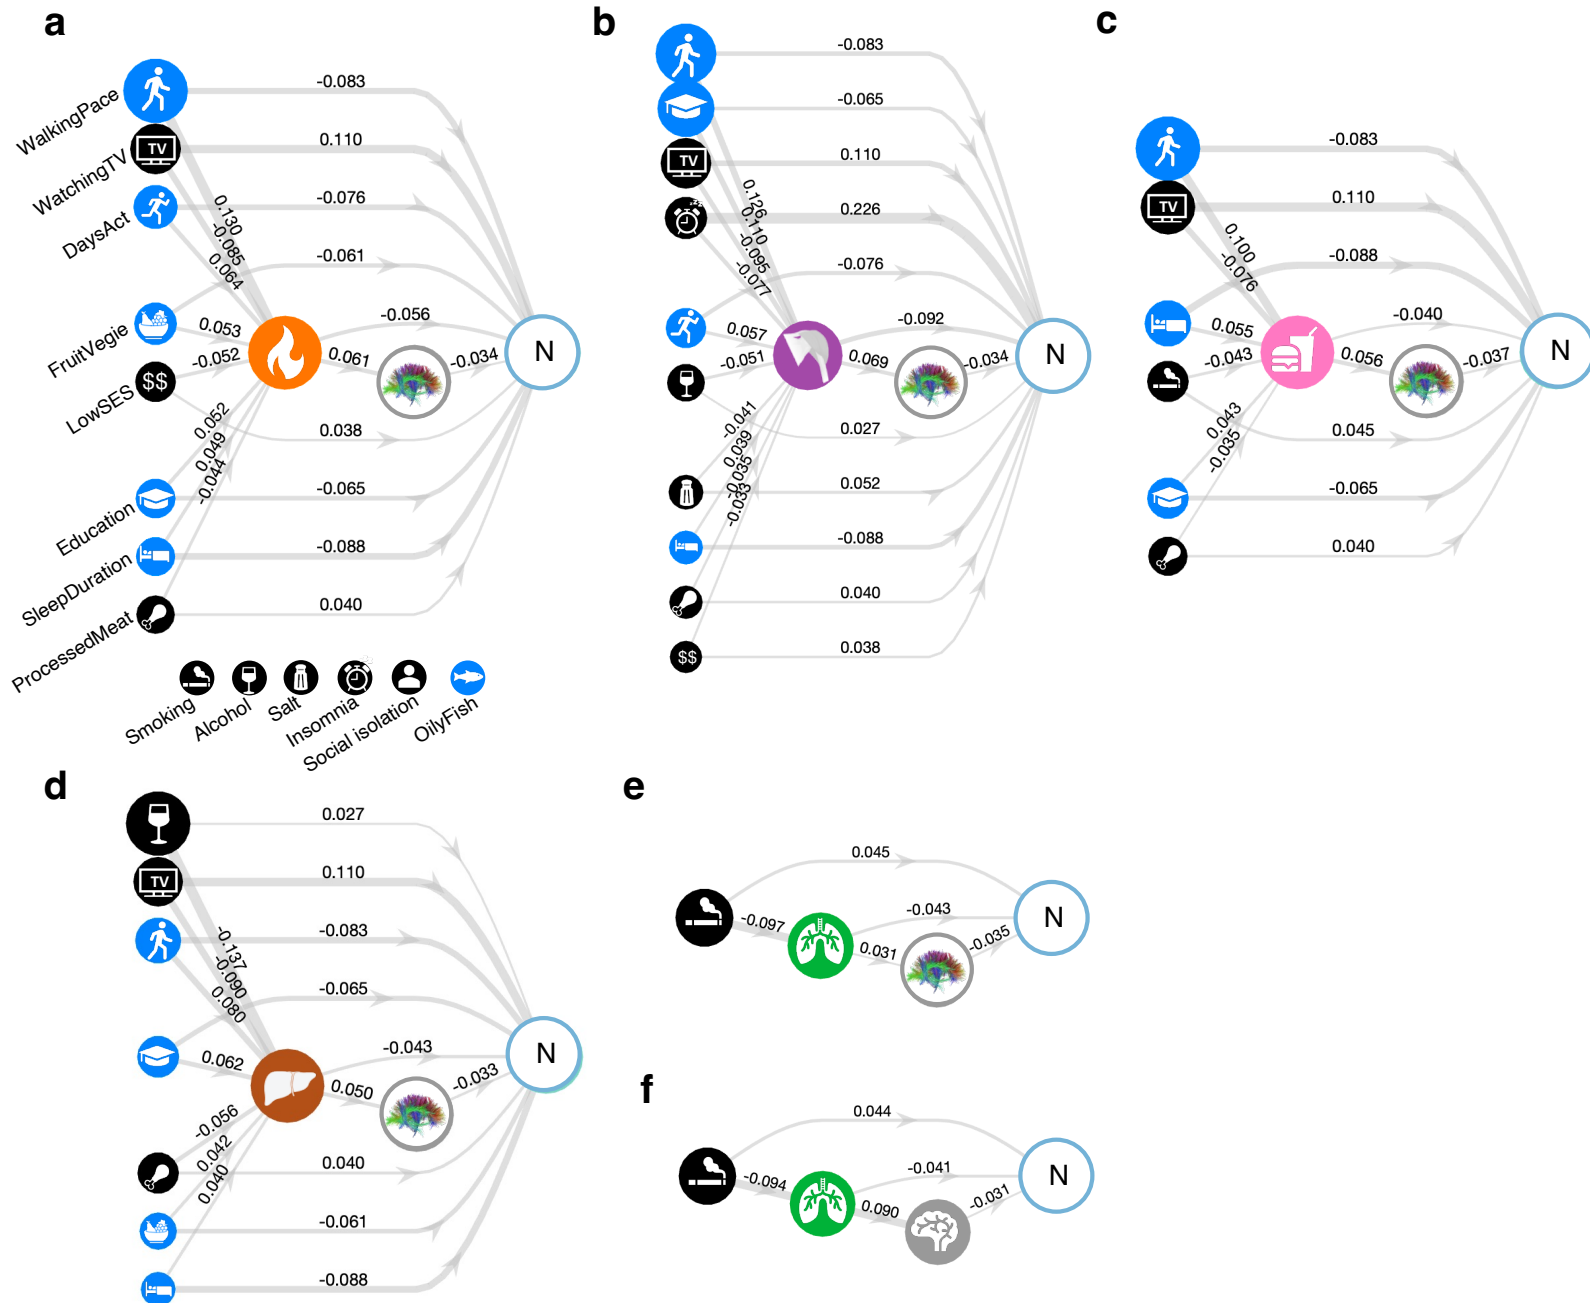 a
WalkingPace
-0.083
TV
WatchingTV
0.110
DaysAct
-0.076
0.130
-0.085
0.064
-0.061
FruitVegie
0.053
-0.056
-0.052
0.061
-0.034
N
$$
LowSES
0.038
0.052
0.049
-0.044
Education
-0.065
SleepDuration
-0.088
ProcessedMeat
0.040
Smoking
Alcohol
Salt
Insomnia
Social isolation
OilyFish
b
-0.083
-0.065
TV
0.110
0.226
0.126
0.110
-0.095
-0.077
-0.076
0.057
-0.092
-0.051
0.069
-0.034
N
0.027
-0.041
0.039
-0.035
-0.033
0.052
-0.088
0.040
$$
0.038
c
-0.083
TV
0.110
0.100
-0.076
-0.088
0.055
-0.040
-0.043
0.056
-0.037
N
0.045
0.043
-0.035
-0.065
0.040
d
0.027
TV
0.110
-0.083
-0.137
-0.090
0.080
-0.065
0.062
-0.043
0.050
-0.033
N
-0.056
0.042
0.040
0.040
-0.061
-0.088
e
0.045
-0.097
-0.043
0.031
-0.035
N
f
0.044
-0.094
-0.041
0.090
-0.031
N